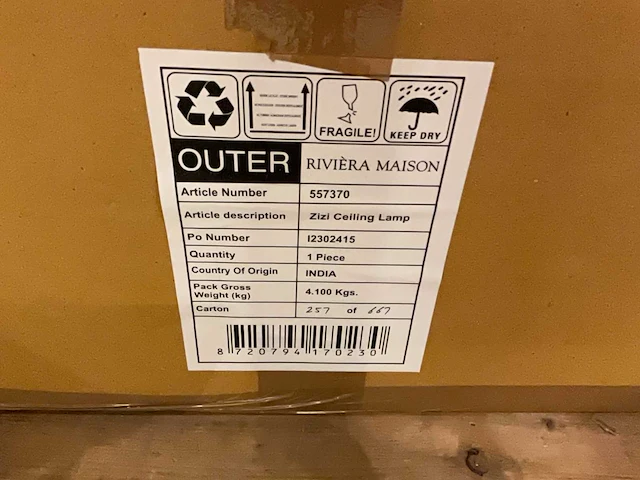 FRAGILE!
KEEP DRY
OUTER RIVIÈRA MAISON
Article Number 557370
Article description Zizi Ceiling Lamp
Po Number I2302415
Quantity 1 Piece
Country Of Origin INDIA
Pack Gross
Weight (kg) 4.100 Kgs.
Carton 257 of 667
8 720794 170230